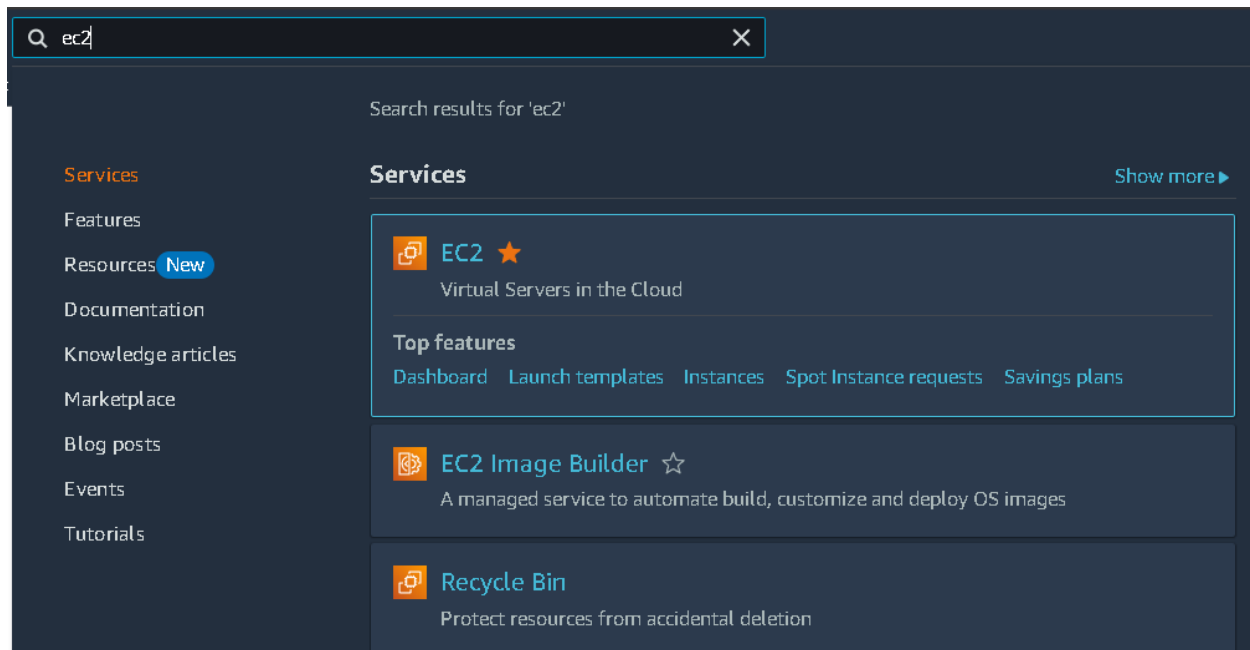 ec2
Search results for 'ec2'
Services
Features
Resources New
Documentation
Knowledge articles
Marketplace
Blog posts
Events
Tutorials
Services
Show more
EC2
Virtual Servers in the Cloud
Top features
Dashboard Launch templates Instances Spot Instance requests Savings plans
EC2 Image Builder
A managed service to automate build, customize and deploy OS images
Recycle Bin
Protect resources from accidental deletion